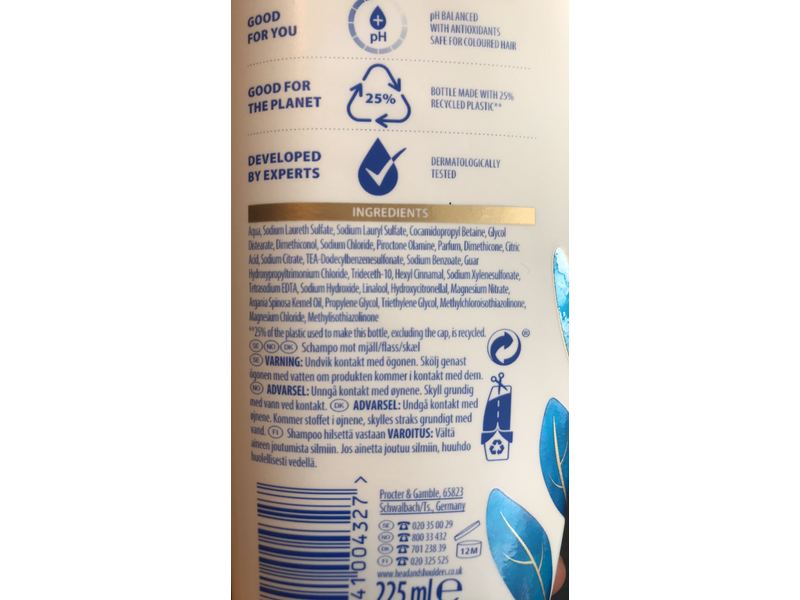 GOOD
FOR YOU
pH
pH BALANCED
WITH ANTIOXIDANTS
SAFE FOR COLOURED HAIR
GOOD FOR
THE PLANET
25%
BOTTLE MADE WITH 25%
RECYCLED PLASTIC**
DEVELOPED
BY EXPERTS
DERMATOLOGICALLY
TESTED
INGREDIENTS
Aqua, Sodium Laureth Sulfate, Sodium Lauryl Sulfate, Cocamidopropyl Betaine, Glycol
Distearate, Dimethiconol, Sodium Chloride, Piroctone Olamine, Parfum, Dimethicone, Citric
Acid, Sodium Citrate, TEA-Dodecylbenzenesulfonate, Sodium Benzoate, Guar
Hydroxypropyltrimonium Chloride, Trideceth-10, Hexyl Cinnamal, Sodium Xylenesulfonate,
Tetrasodium EDTA, Sodium Hydroxide, Linalool, Hydroxycitronellal, Magnesium Nitrate,
Argania Spinosa Kernel Oil, Propylene Glycol, Triethylene Glycol, Methylchloroisothiazolinone,
Magnesium Chloride, Methylisothiazolinone
**25% of the plastic used to make this bottle, excluding the cap, is recycled.
SE NO DK Schampo mot mjäll/flass/skæl
SE VARNING: Undvik kontakt med ögonen. Skölj genast
ögonen med vatten om produkten kommer i kontakt med dem.
NO ADVARSEL: Unngå kontakt med øynene. Skyll grundig
med vann ved kontakt. DK ADVARSEL: Undgå kontakt med
øjnene. Kommer stoffet i øjnene, skylles straks grundigt med
vand. FI Shampoo hilsettä vastaan VAROITUS: Vältä
aineen joutumista silmiin. Jos ainetta joutuu silmiin, huuhdo
huolellisesti vedellä.
®
41004327 >
Procter & Gamble, 65823
Schwalbach/Ts., Germany
SE ☎ 020 35 00 29
NO ☎ 800 33 432
DK ☎ 701 238 39
FI ☎ 020 325 525
12M
www.headandshoulders.co.uk
225 ml e